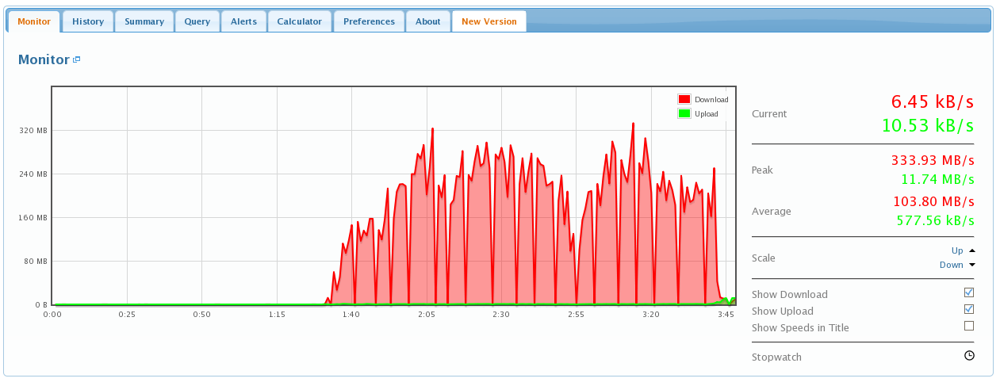 Monitor History Summary Query Alerts Calculator Preferences About New Version
Monitor
Download
Upload
320 MB
240 MB
160 MB
80 MB
0 B
0:00 0:25 0:50 1:15 1:40 2:05 2:30 2:55 3:20 3:45
Current
6.45 kB/s
10.53 kB/s
Peak
333.93 MB/s
11.74 MB/s
Average
103.80 MB/s
577.56 kB/s
Scale
Up
Down
Show Download
Show Upload
Show Speeds in Title
Stopwatch